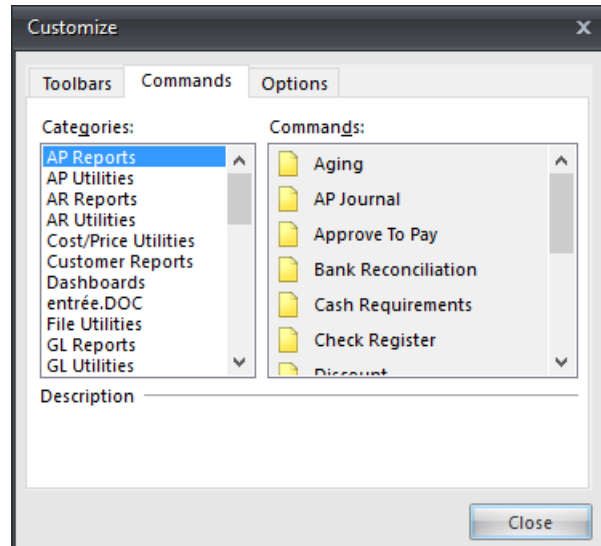 Customize
x
Toolbars Commands Options
Categories: Commands:
AP Reports
AP Utilities
AR Reports
AR Utilities
Cost/Price Utilities
Customer Reports
Dashboards
entrée.DOC
File Utilities
GL Reports
GL Utilities
Aging
AP Journal
Approve To Pay
Bank Reconciliation
Cash Requirements
Check Register
Discount
Description
Close